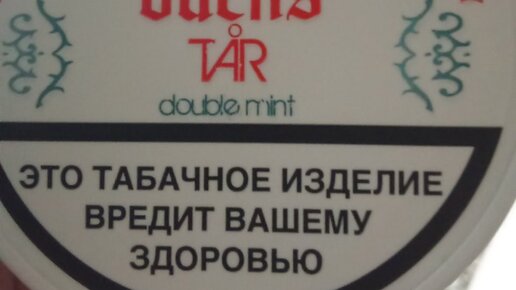 TÅR
double mint
ЭТО ТАБАЧНОЕ ИЗДЕЛИЕ
ВРЕДИТ ВАШЕМУ
ЗДОРОВЬЮ